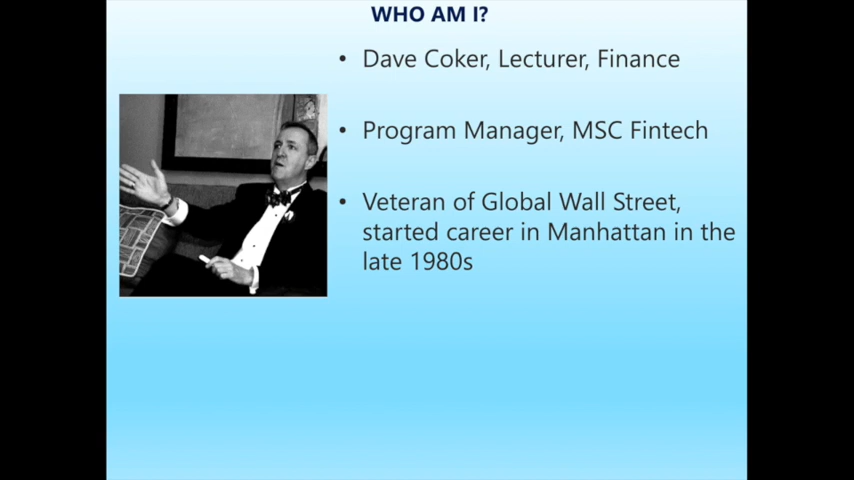 WHO AM I?
• Dave Coker, Lecturer, Finance
• Program Manager, MSC Fintech
• Veteran of Global Wall Street,
started career in Manhattan in the
late 1980s